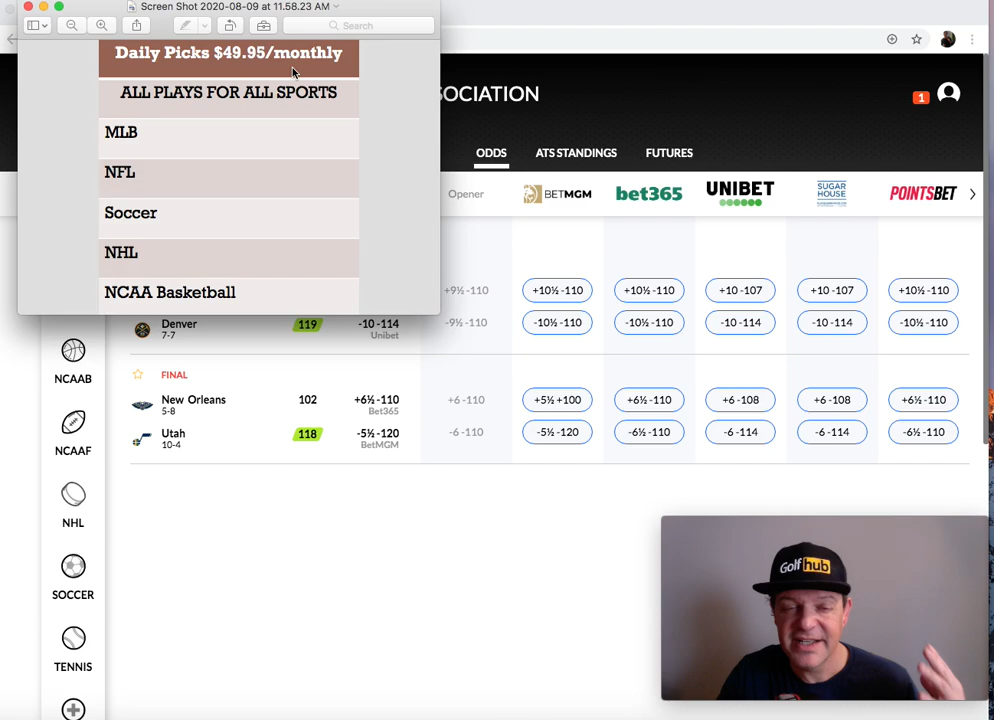 Screen Shot 2020-08-09 at 11.58.23 AM
Search
Daily Picks $49.95/monthly
ALL PLAYS FOR ALL SPORTS
MLB
NFL
Soccer
NHL
NCAA Basketball
SOCIATION
1
ODDS ATS STANDINGS FUTURES
Opener BETMGM bet365 UNIBET SUGAR HOUSE POINTSBET
+9½ -110 +10½ -110 +10½ -110 +10 -107 +10 -107 +10½ -110
Denver 119 -10 -114 -9½ -110 -10½ -110 -10½ -110 -10 -114 -10 -114 -10½ -110
7-7 Unibet
FINAL
New Orleans 102 +6½ -110 +6 -110 +5½ +100 +6½ -110 +6 -108 +6 -108 +6½ -110
5-8 Bet365
Utah 118 -5½ -120 -6 -110 -5½ -120 -6½ -110 -6 -114 -6 -114 -6½ -110
10-4 BetMGM
NCAAB
NCAAF
NHL
SOCCER
TENNIS
Golf hub